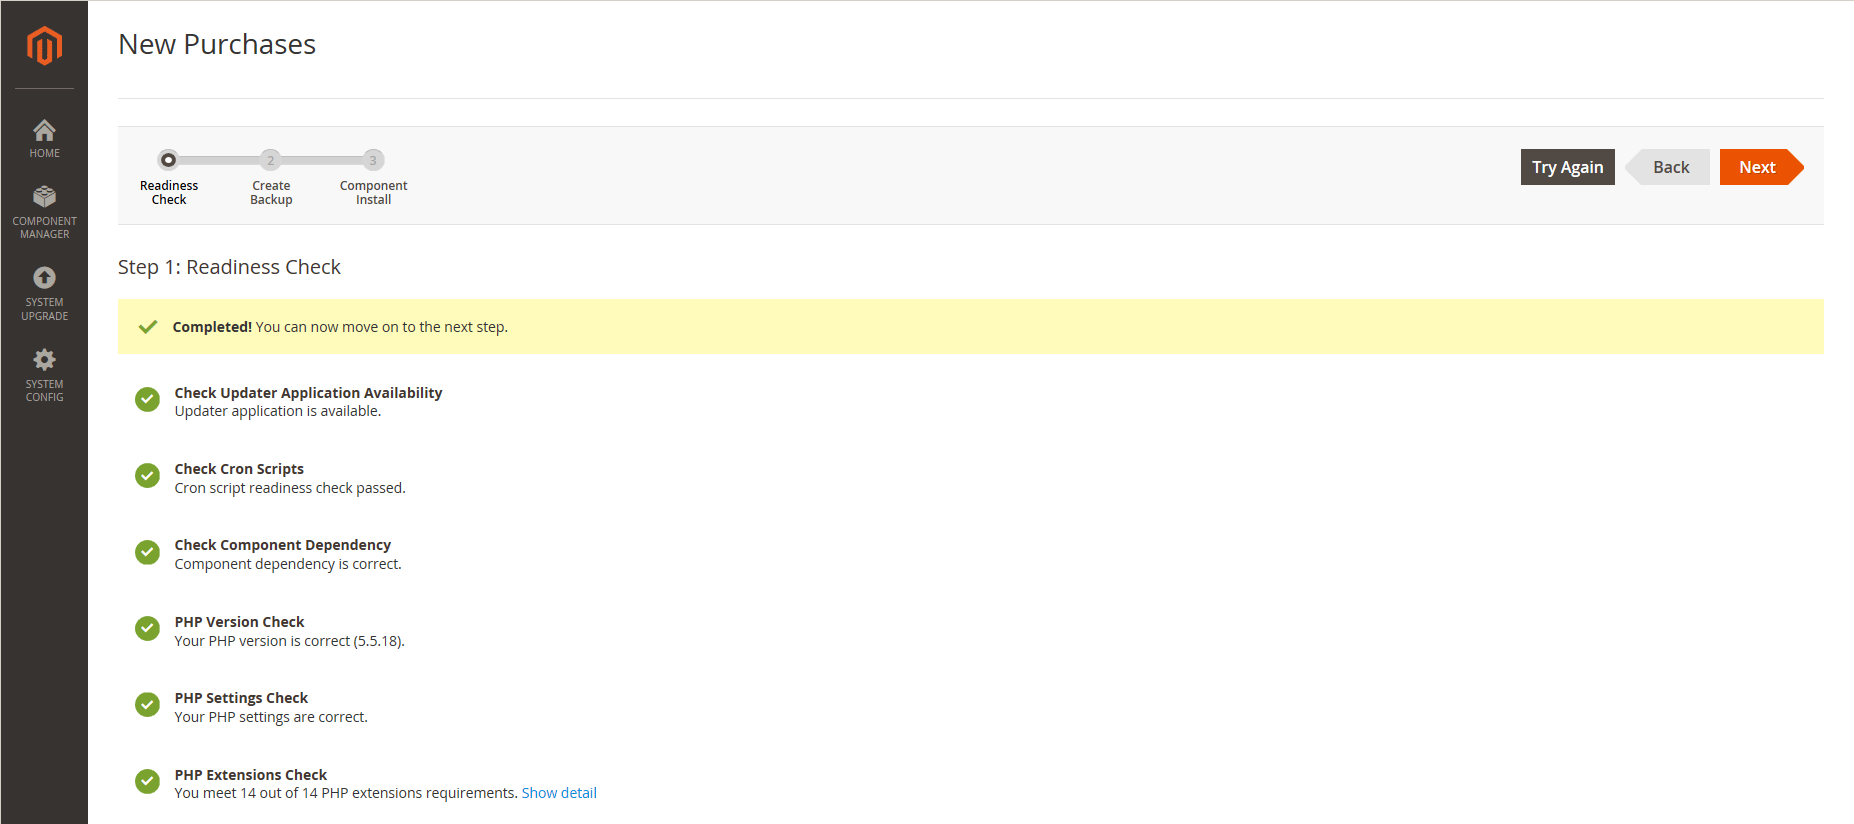 New Purchases
HOME
COMPONENT
MANAGER
SYSTEM
UPGRADE
SYSTEM
CONFIG
2
3
Readiness
Check
Create
Backup
Component
Install
Try Again
Back
Next
Step 1: Readiness Check
Completed! You can now move on to the next step.
Check Updater Application Availability
Updater application is available.
Check Cron Scripts
Cron script readiness check passed.
Check Component Dependency
Component dependency is correct.
PHP Version Check
Your PHP version is correct (5.5.18).
PHP Settings Check
Your PHP settings are correct.
PHP Extensions Check
You meet 14 out of 14 PHP extensions requirements. Show detail